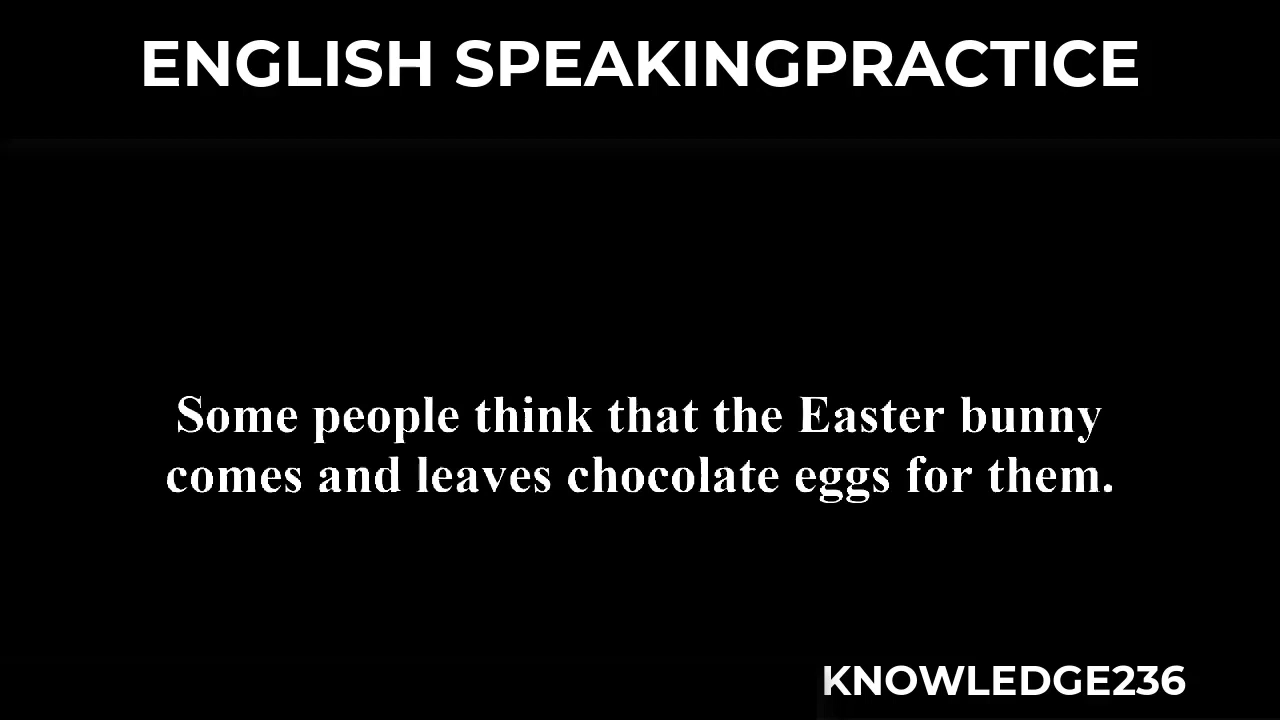 ENGLISH SPEAKINGPRACTICE
Some people think that the Easter bunny
comes and leaves chocolate eggs for them.
KNOWLEDGE236